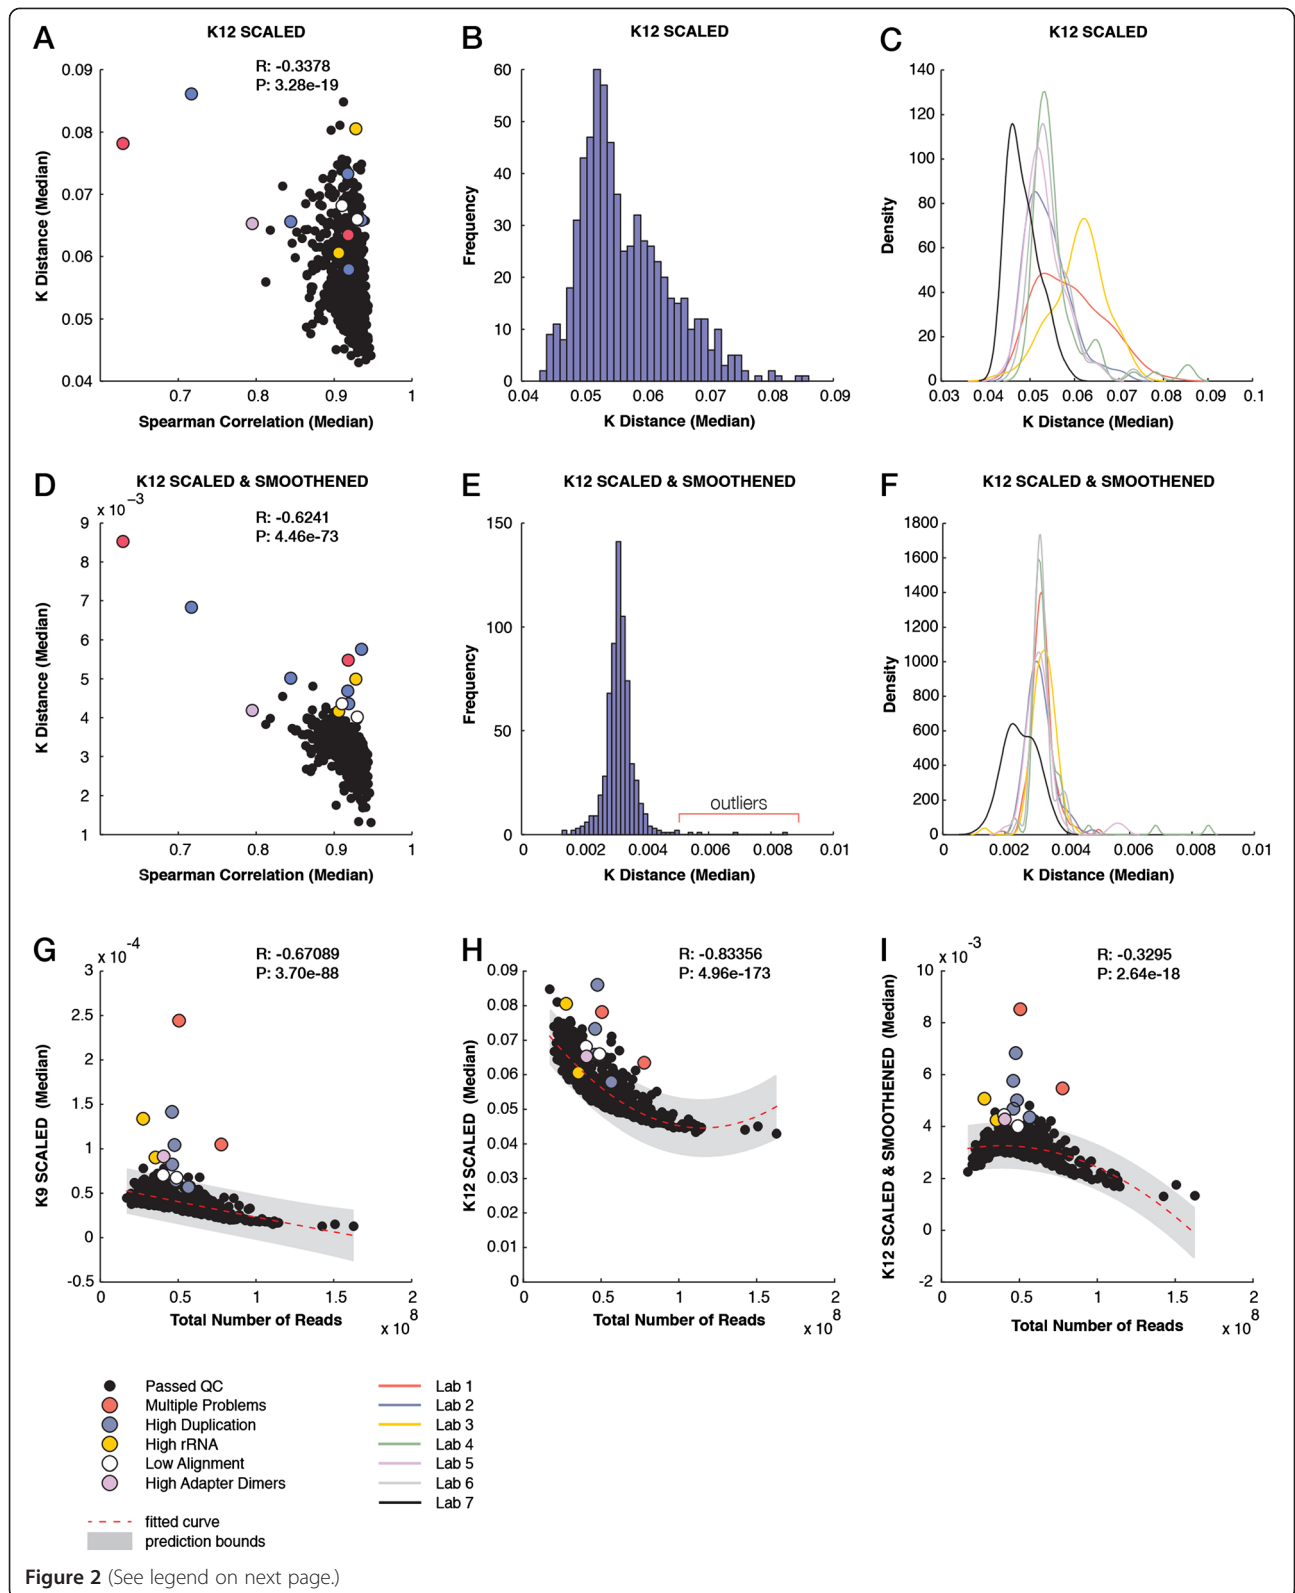 A
K12 SCALED
R: -0.3378
P: 3.28e-19
0.09
0.08
0.07
0.06
0.05
0.04
0.7
0.8
0.9
1
K Distance (Median)
Spearman Correlation (Median)
B
K12 SCALED
60
50
40
30
20
10
0
0.04
0.05
0.06
0.07
0.08
0.09
Frequency
K Distance (Median)
C
K12 SCALED
140
120
100
80
60
40
20
0
0.03
0.04
0.05
0.06
0.07
0.08
0.09
0.1
Density
K Distance (Median)
D
K12 SCALED & SMOOTHENED
x 10 -3
R: -0.6241
P: 4.46e-73
9
8
7
6
5
4
3
2
1
0.7
0.8
0.9
1
K Distance (Median)
Spearman Correlation (Median)
E
K12 SCALED & SMOOTHENED
150
100
50
0
outliers
0
0.002
0.004
0.006
0.008
0.01
Frequency
K Distance (Median)
F
K12 SCALED & SMOOTHENED
1800
1600
1400
1200
1000
800
600
400
200
0
0
0.002
0.004
0.006
0.008
0.01
Density
K Distance (Median)
G
x 10 -4
R: -0.67089
P: 3.70e-88
3
2.5
2
1.5
1
0.5
0
-0.5
0
0.5
1
1.5
2
x 10 8
K9 SCALED (Median)
Total Number of Reads
H
R: -0.83356
P: 4.96e-173
0.09
0.08
0.07
0.06
0.05
0.04
0.03
0.02
0.01
0
0
0.5
1
1.5
2
x 10 8
K12 SCALED (Median)
Total Number of Reads
I
x 10 -3
R: -0.3295
P: 2.64e-18
10
8
6
4
2
0
-2
0
0.5
1
1.5
2
x 10 8
K12 SCALED & SMOOTHENED (Median)
Total Number of Reads
Passed QC
Multiple Problems
High Duplication
High rRNA
Low Alignment
High Adapter Dimers
fitted curve
prediction bounds
Lab 1
Lab 2
Lab 3
Lab 4
Lab 5
Lab 6
Lab 7
Figure 2 (See legend on next page.)